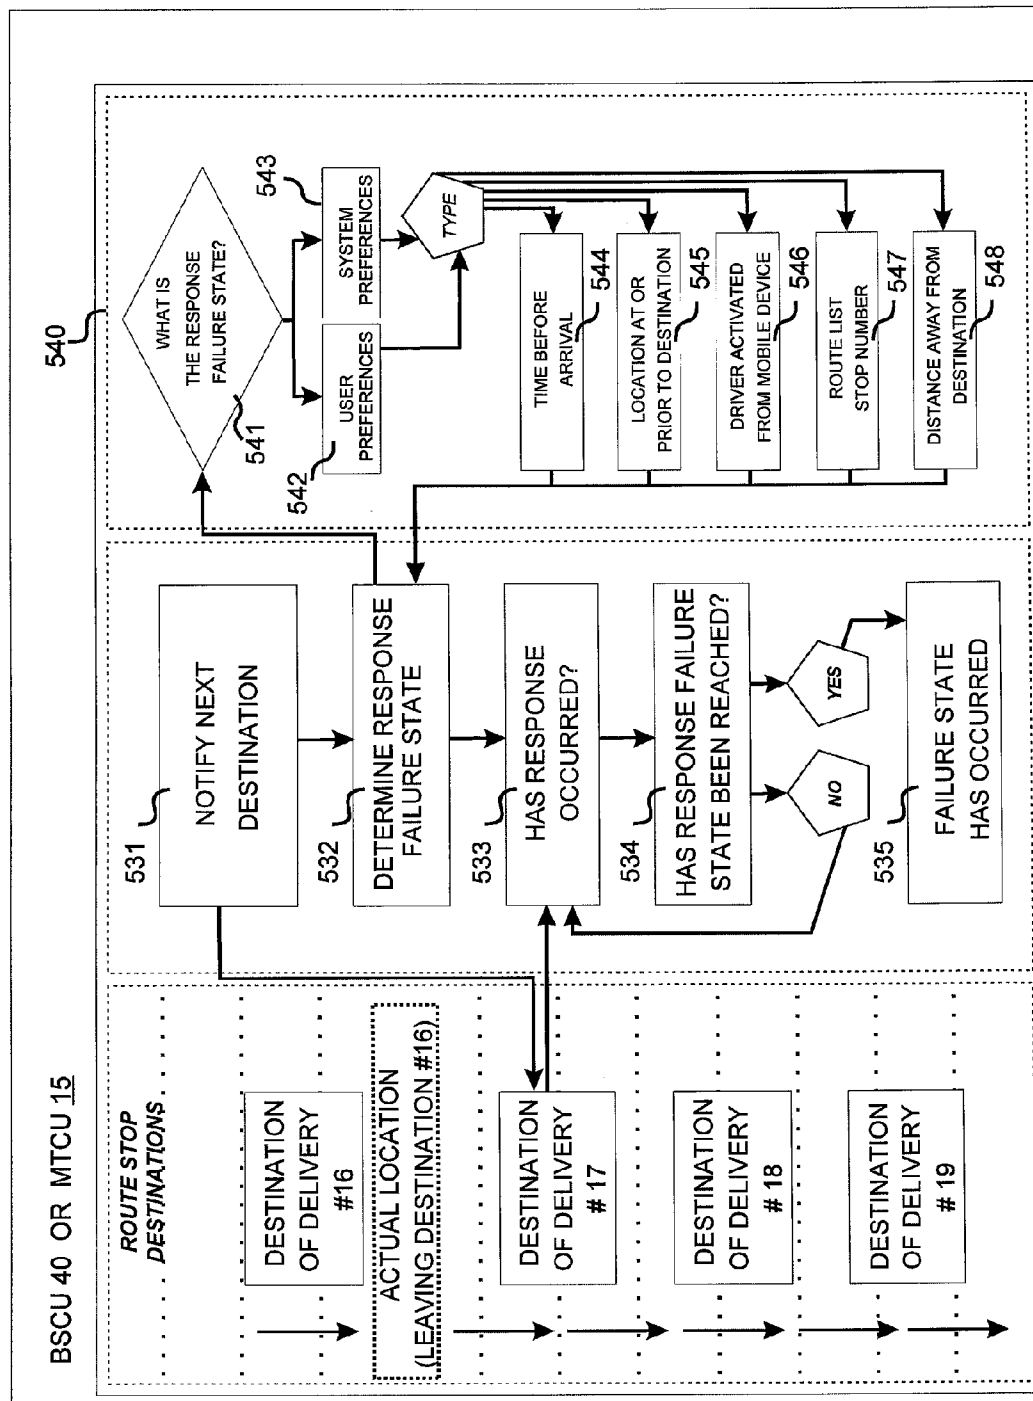 BSCU 40 OR MTCU 15
ROUTE STOP
DESTINATIONS
DESTINATION
OF DELIVERY
#16
ACTUAL LOCATION
(LEAVING DESTINATION #16)
DESTINATION
OF DELIVERY
# 17
DESTINATION
OF DELIVERY
# 18
DESTINATION
OF DELIVERY
# 19
531
NOTIFY NEXT
DESTINATION
532
DETERMINE RESPONSE
FAILURE STATE
533
HAS RESPONSE
OCCURRED?
534
HAS RESPONSE FAILURE
STATE BEEN REACHED?
NO
YES
535
FAILURE STATE
HAS OCCURRED
540
WHAT IS
THE RESPONSE
FAILURE STATE?
541
542
USER
PREFERENCES
543
SYSTEM
PREFERENCES
TYPE
TIME BEFORE
ARRIVAL
544
LOCATION AT OR
PRIOR TO DESTINATION
545
DRIVER ACTIVATED
FROM MOBILE DEVICE
546
ROUTE LIST
STOP NUMBER
547
DISTANCE AWAY FROM
DESTINATION
548